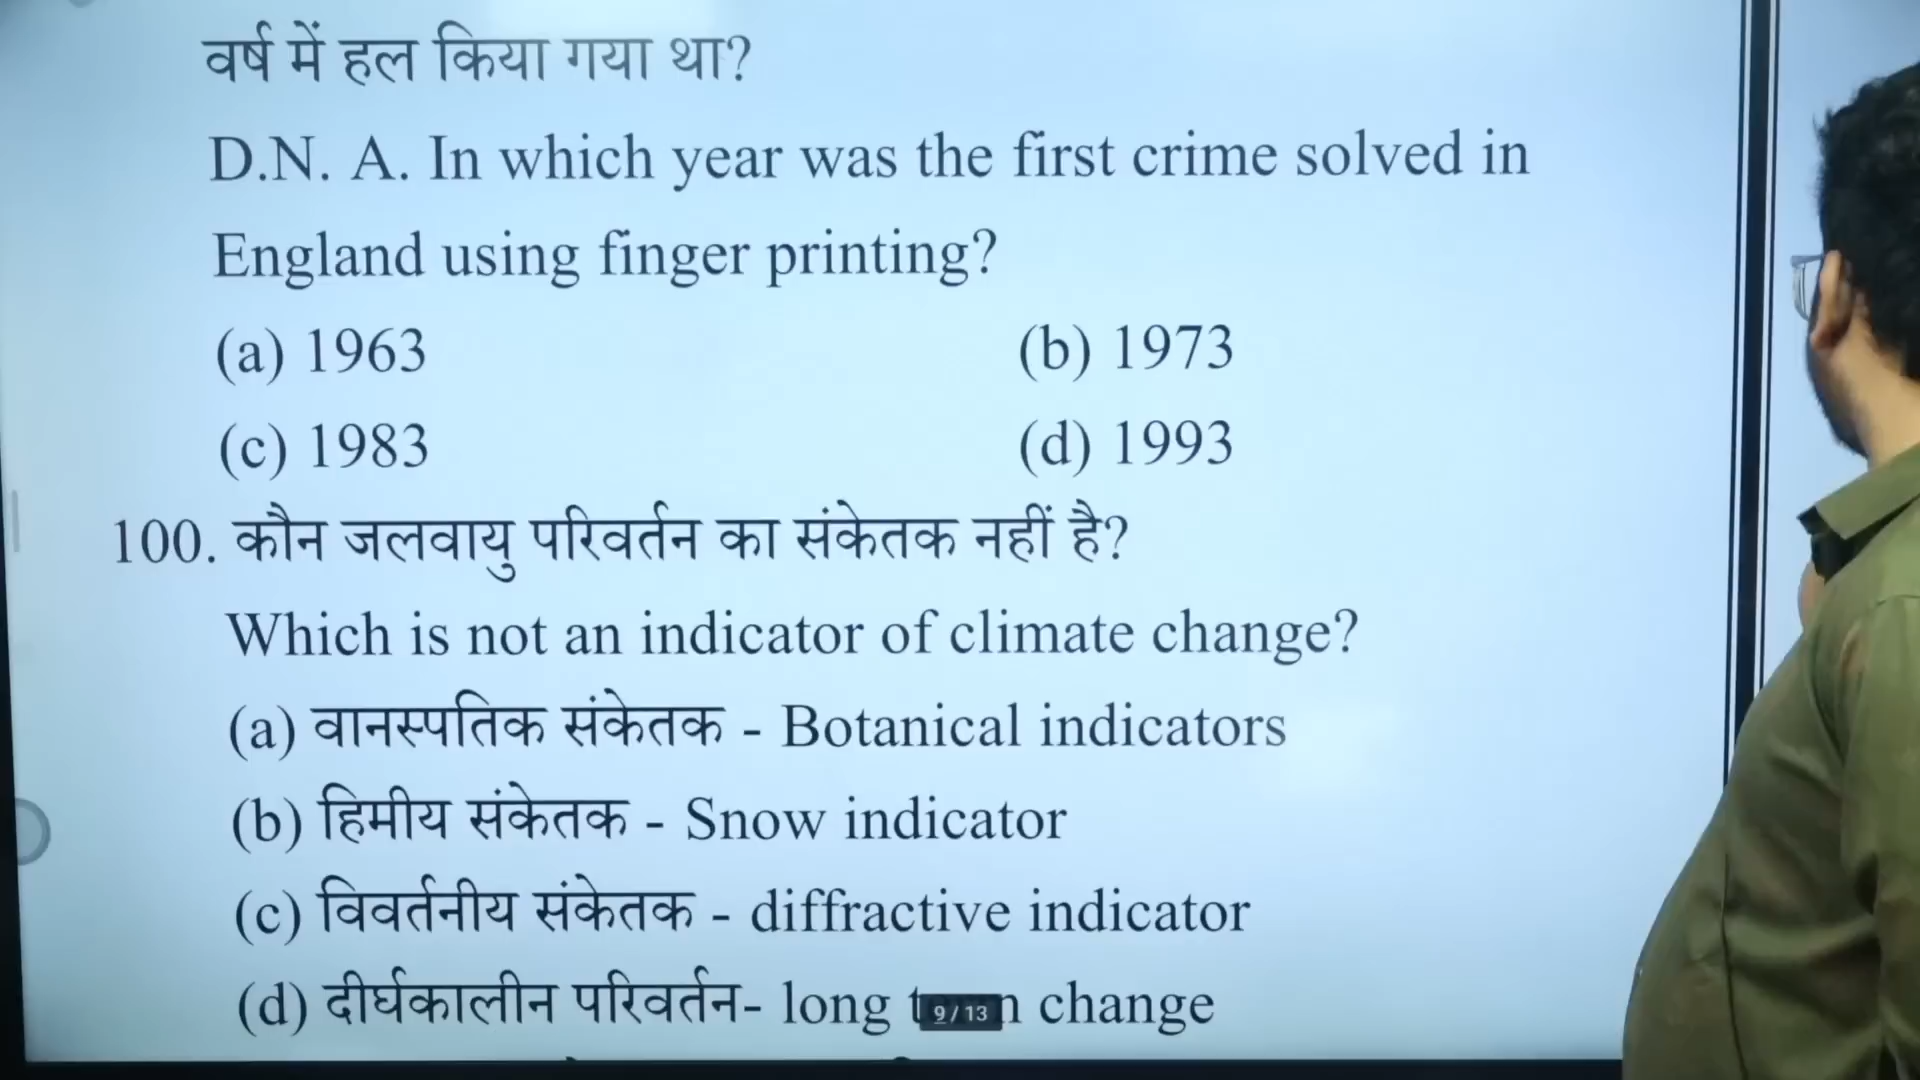 वर्ष में हल किया गया था?
D.N. A. In which year was the first crime solved in
England using finger printing?
(a) 1963 (b) 1973
(c) 1983 (d) 1993
100. कौन जलवायु परिवर्तन का संकेतक नहीं है?
Which is not an indicator of climate change?
(a) वानस्पतिक संकेतक - Botanical indicators
(b) हिमीय संकेतक - Snow indicator
(c) विवर्तनीय संकेतक - diffractive indicator
(d) दीर्घकालीन परिवर्तन- long change
9/13